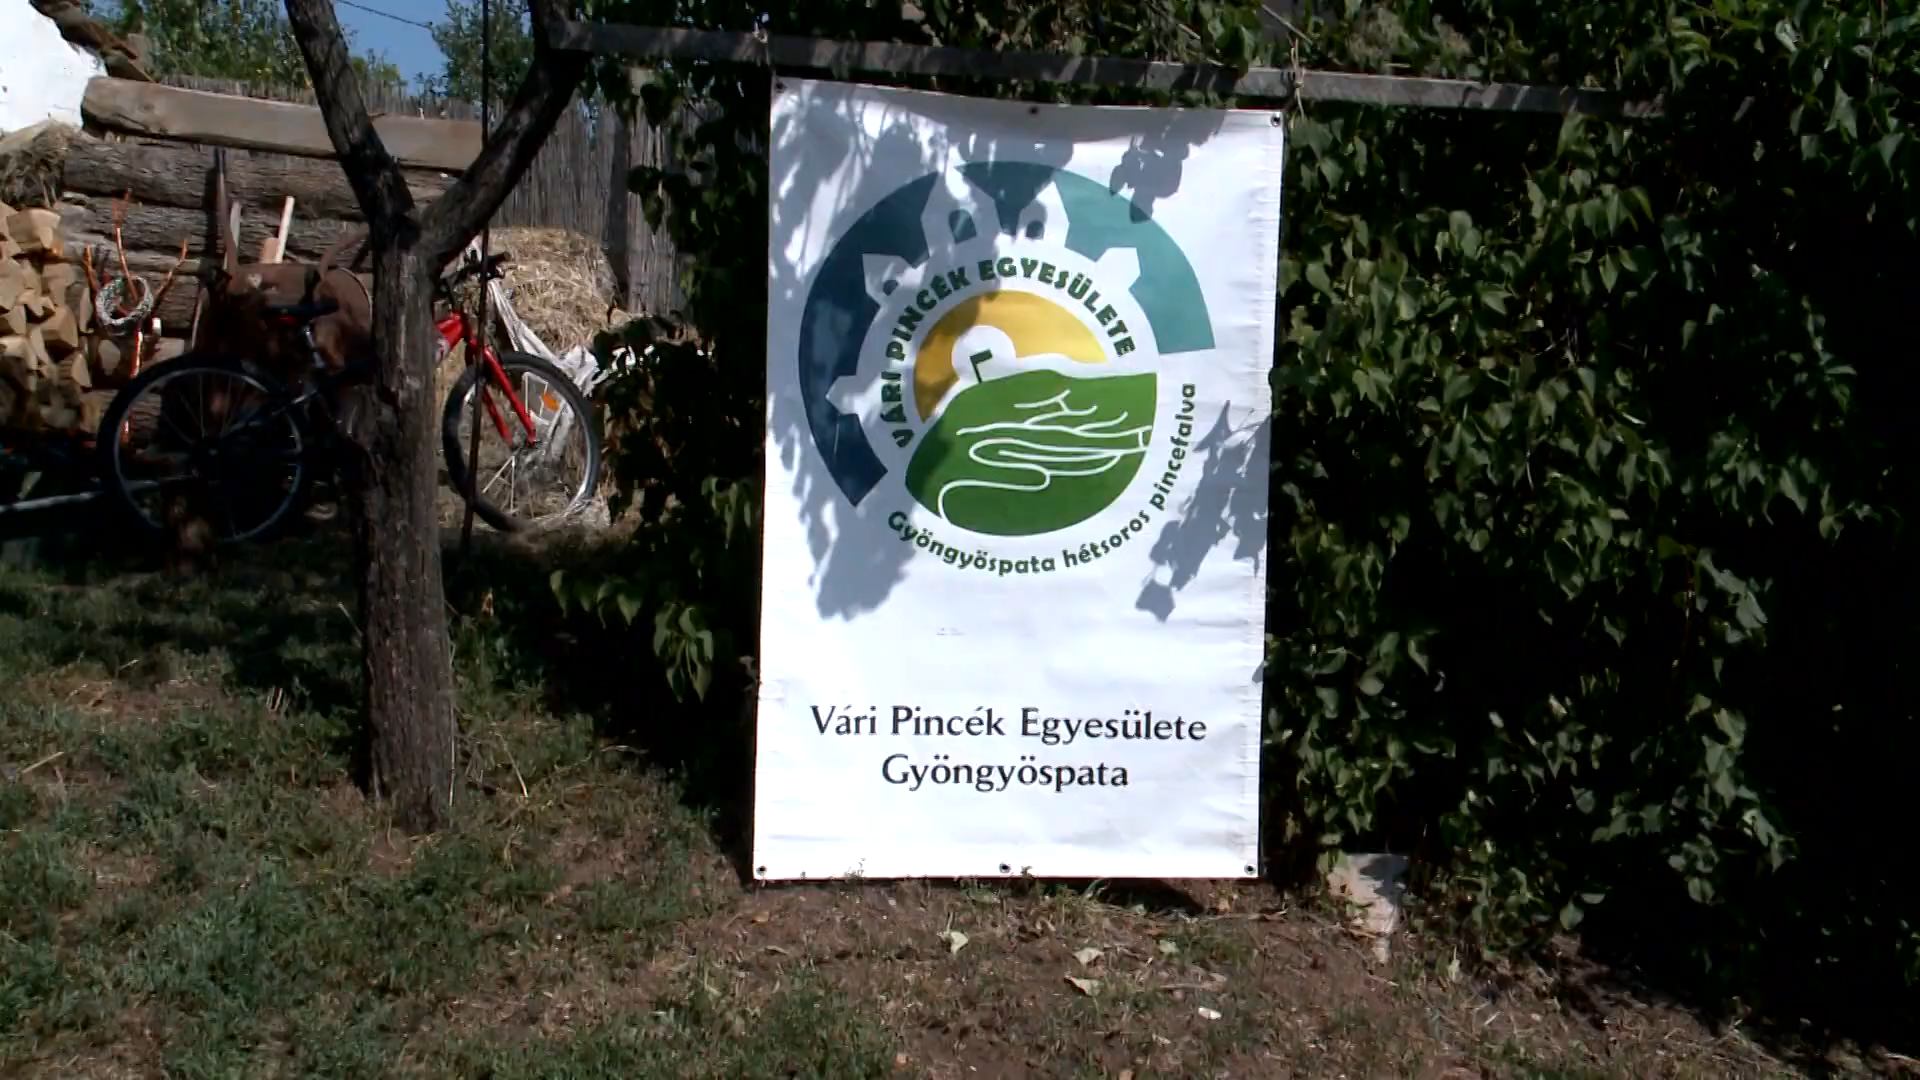 VÁRI PINCÉK EGYESÜLETE
Gyöngyöspata hétsoros pincefalva
Vári Pincék Egyesülete
Gyöngyöspata